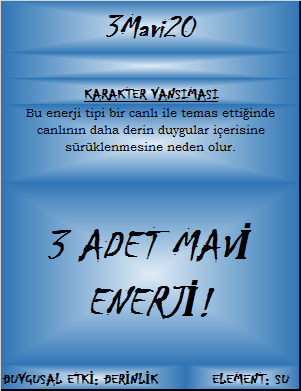 3Mavi20
KARAKTER YANSIMASI
Bu enerji tipi bir canlı ile temas ettiğinde
canlının daha derin duygular içerisine
sürüklenmesine neden olur.
3 ADET MAVİ
ENERJİ!
DUYGUSAL ETKİ: DERİNLİK ELEMENT: SU